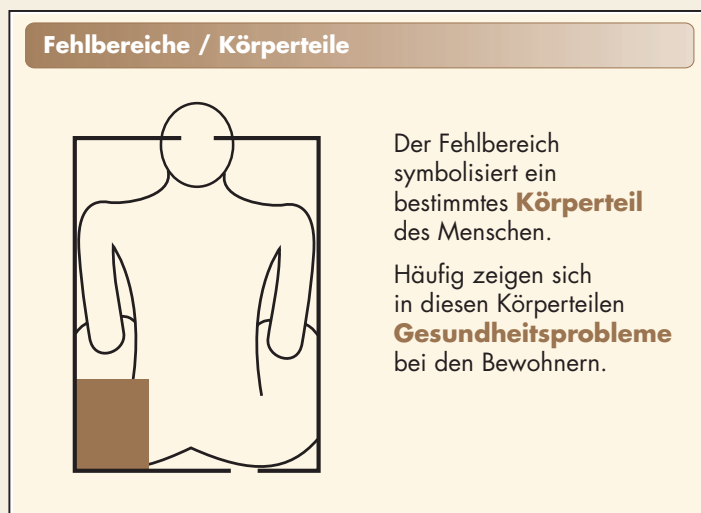 Fehlbereiche / Körperteile
Der Fehlbereich
symbolisiert ein
bestimmtes Körperteil
des Menschen.
Häufig zeigen sich
in diesen Körperteilen
Gesundheitsprobleme
bei den Bewohnern.